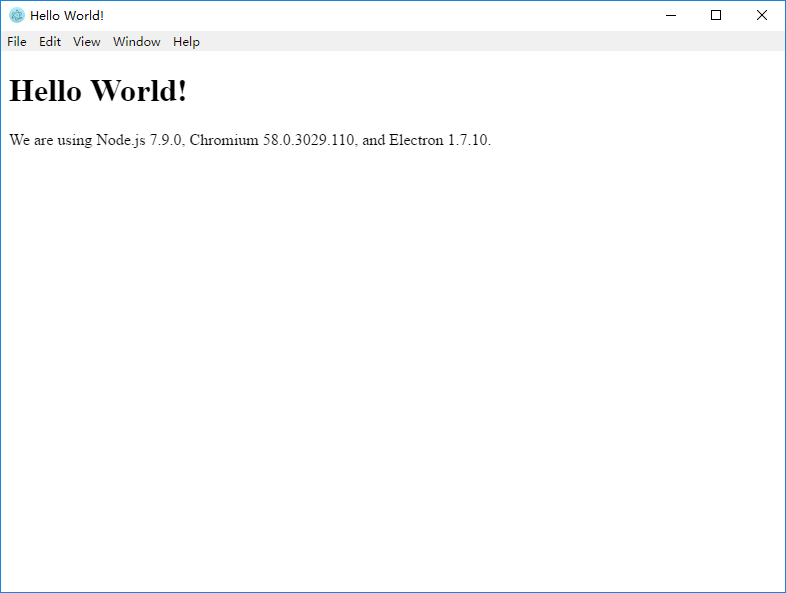 Hello World!
File Edit View Window Help
Hello World!
We are using Node.js 7.9.0, Chromium 58.0.3029.110, and Electron 1.7.10.